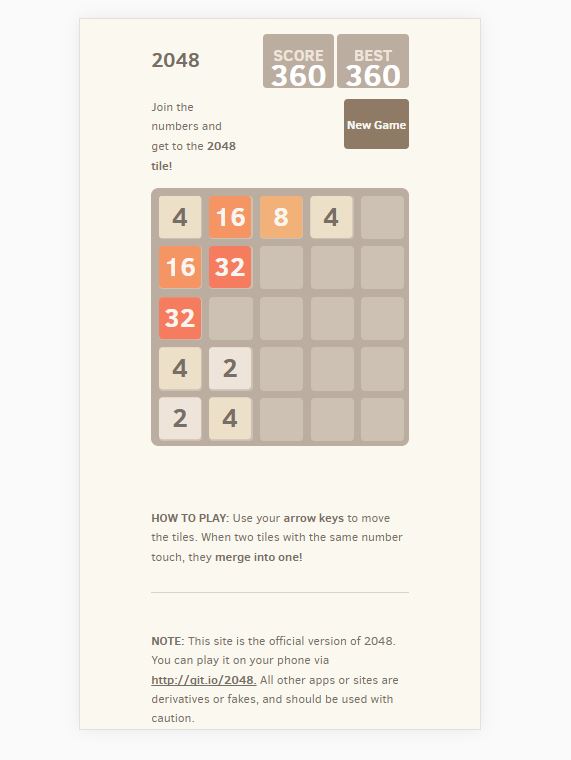 2048
SCORE
360
BEST
360
Join the
numbers and
get to the 2048
tile!
New Game
4 16 8 4
16 32
32
4 2
2 4
HOW TO PLAY: Use your arrow keys to move
the tiles. When two tiles with the same number
touch, they merge into one!
NOTE: This site is the official version of 2048.
You can play it on your phone via
http://git.io/2048. All other apps or sites are
derivatives or fakes, and should be used with
caution.